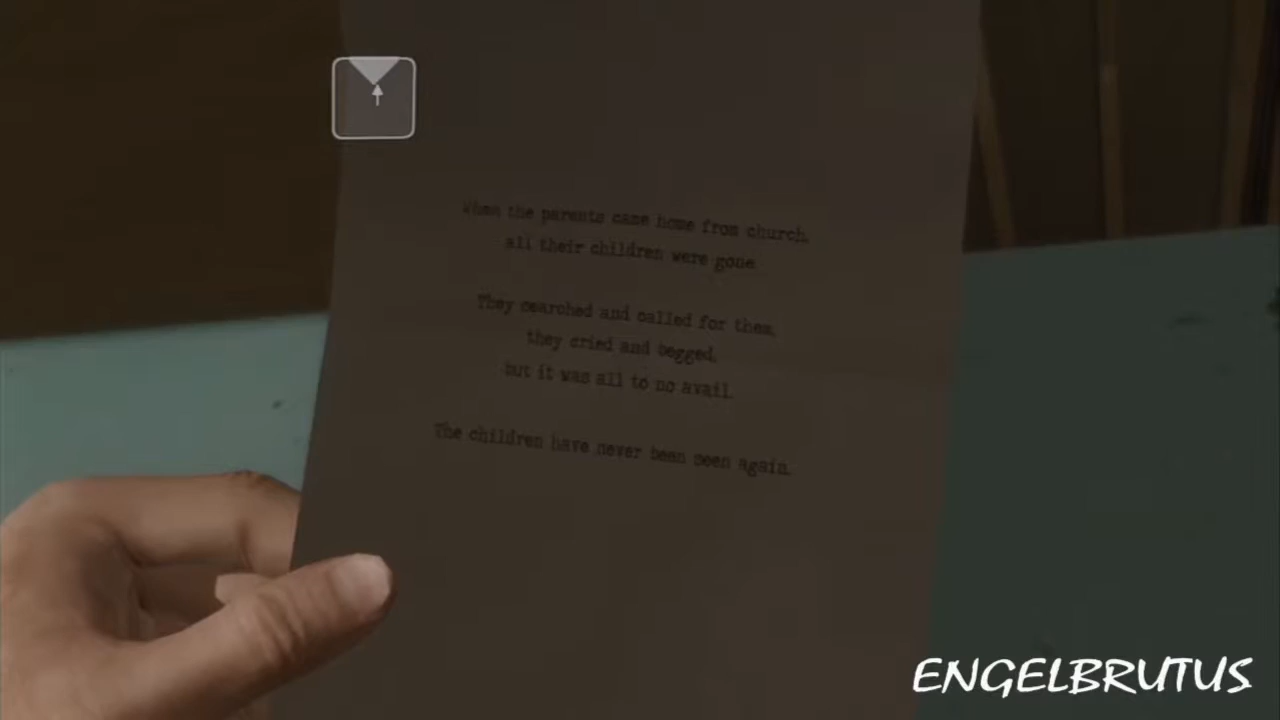 When the parents came home from church,
all their children were gone.
They searched and called for them,
they cried and begged,
but it was all to no avail.
The children have never been seen again.
ENGELBRUTUS